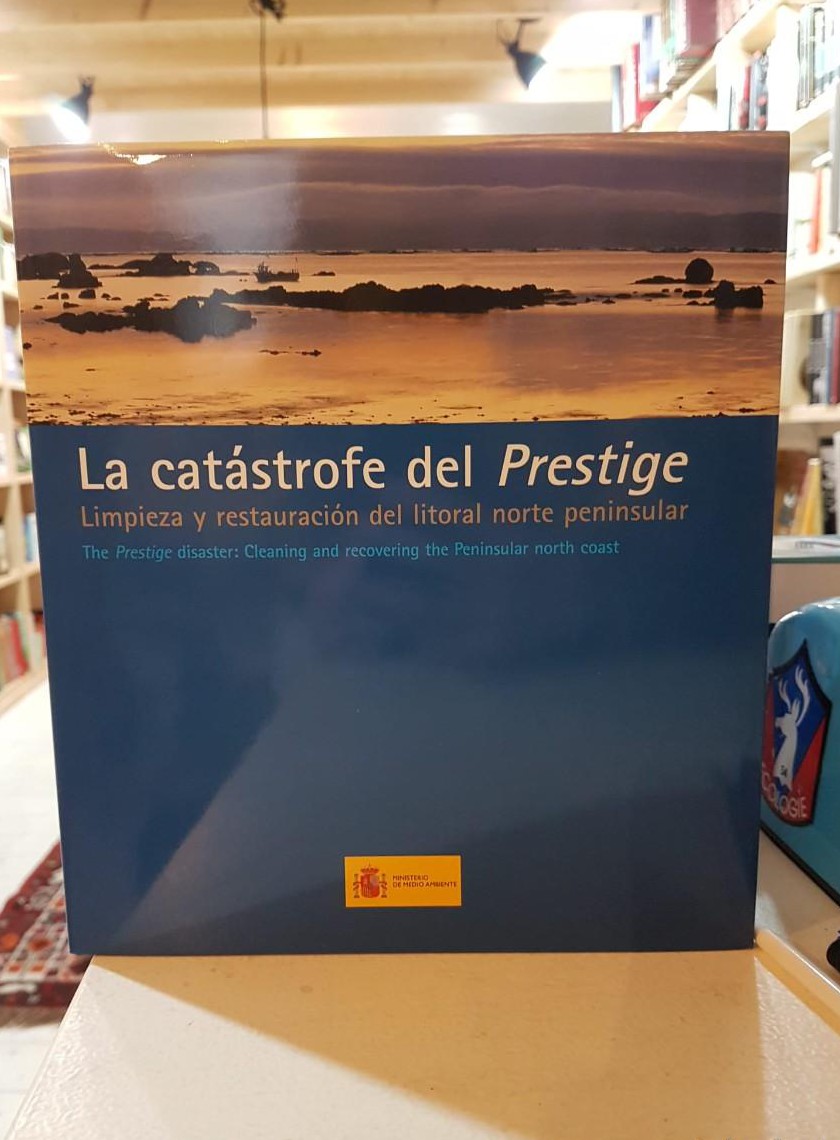 La catástrofe del Prestige
Limpieza y restauración del litoral norte peninsular
The Prestige disaster: Cleaning and recovering the Peninsular north coast
MINISTERIO
DE MEDIO AMBIENTE